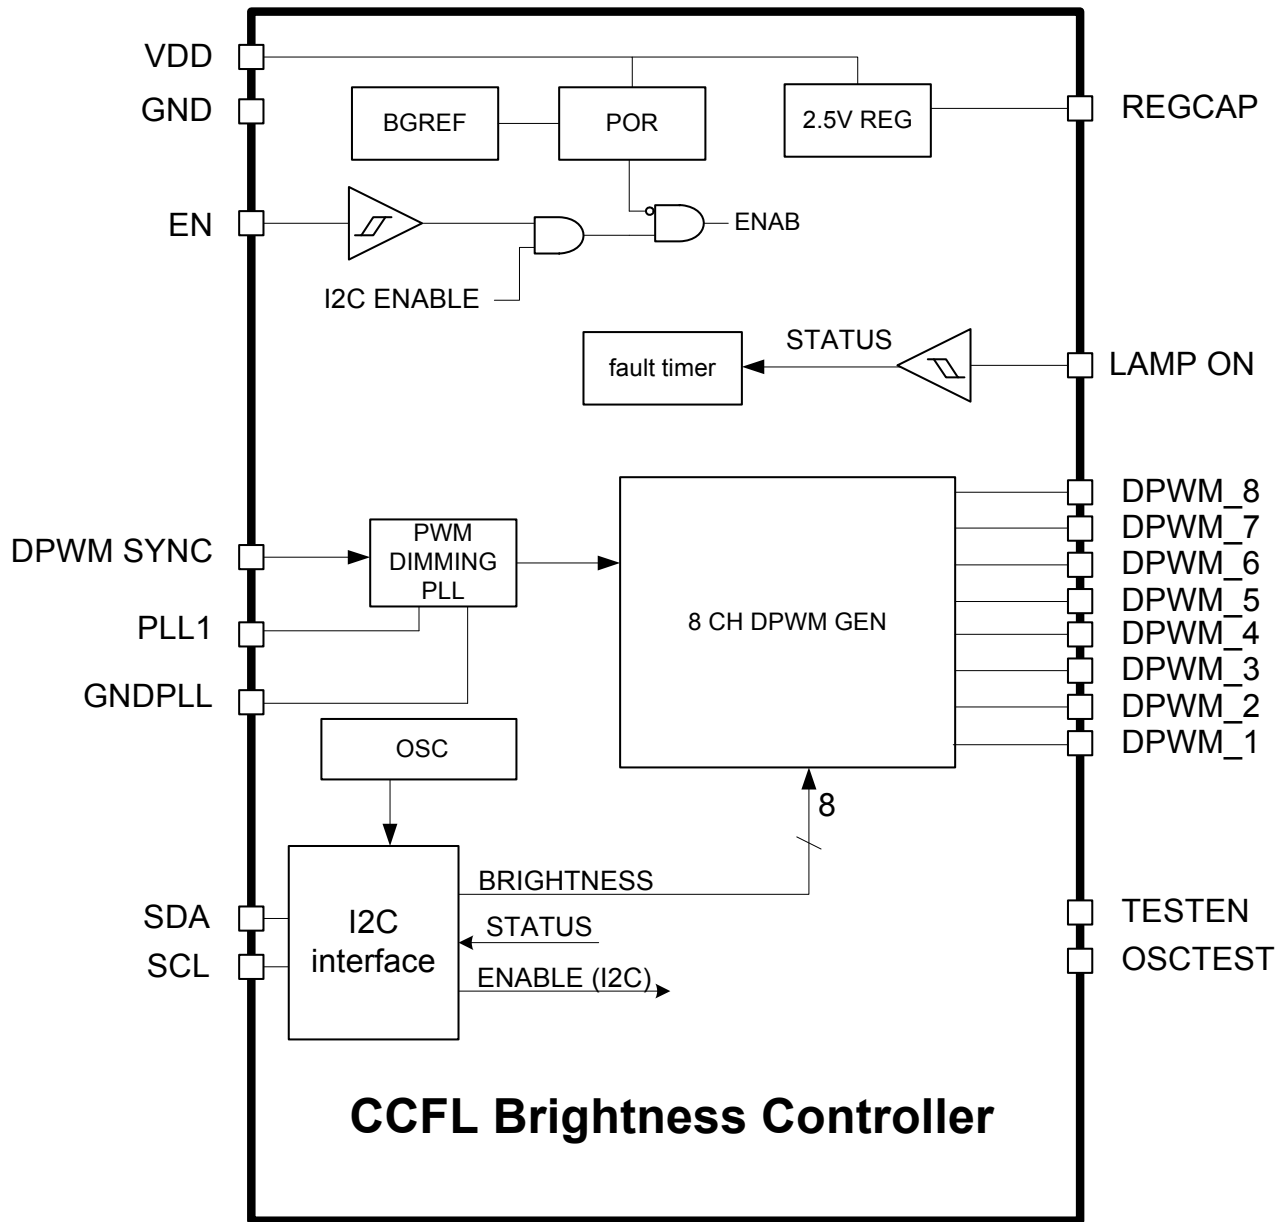 VDD
GND
BGREF
POR
2.5V REG
REGCAP
EN
ENAB
I2C ENABLE
STATUS
fault timer
LAMP ON
DPWM SYNC
PWM
DIMMING
PLL
PLL1
GNDPLL
8 CH DPWM GEN
DPWM_8
DPWM_7
DPWM_6
DPWM_5
DPWM_4
DPWM_3
DPWM_2
DPWM_1
OSC
8
SDA
SCL
I2C
interface
BRIGHTNESS
STATUS
ENABLE (I2C)
TESTEN
OSCTEST
CCFL Brightness Controller